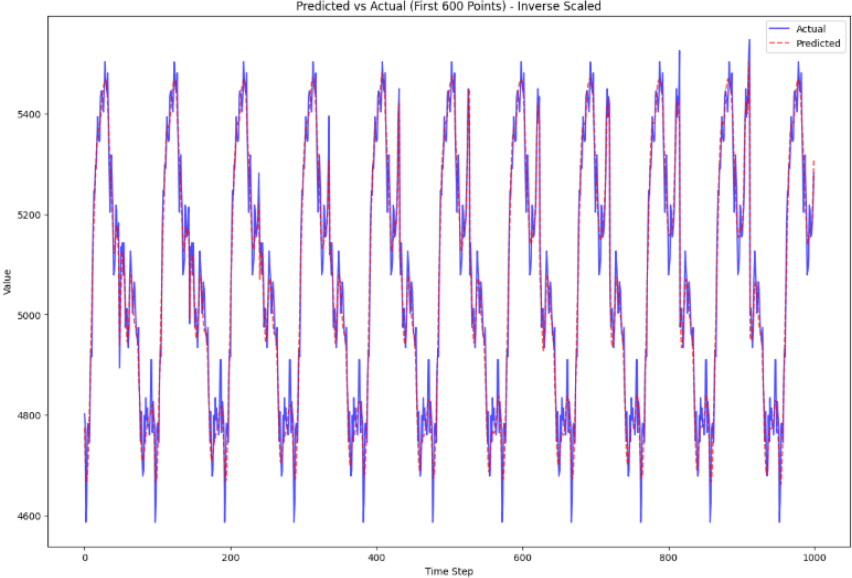 Predicted vs Actual (First 600 Points) - Inverse Scaled
Actual
Predicted
5400
5200
5000
4800
4600
Value
0
200
400
600
800
1000
Time Step